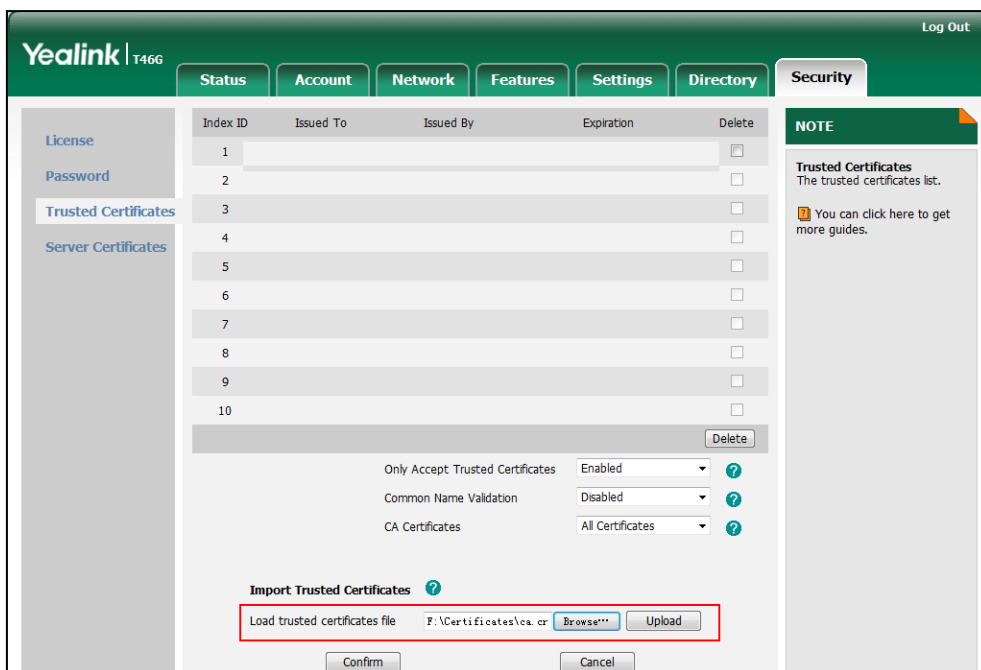 Log Out
Yealink | T46G
Status Account Network Features Settings Directory Security
License
Password
Trusted Certificates
Server Certificates
Index ID Issued To Issued By Expiration Delete
1
2
3
4
5
6
7
8
9
10
Delete
Only Accept Trusted Certificates Enabled ?
Common Name Validation Disabled ?
CA Certificates All Certificates ?
Import Trusted Certificates ?
Load trusted certificates file F:\Certificates\ca.cr Browse... Upload
Confirm Cancel
NOTE
Trusted Certificates
The trusted certificates list.
? You can click here to get
more guides.